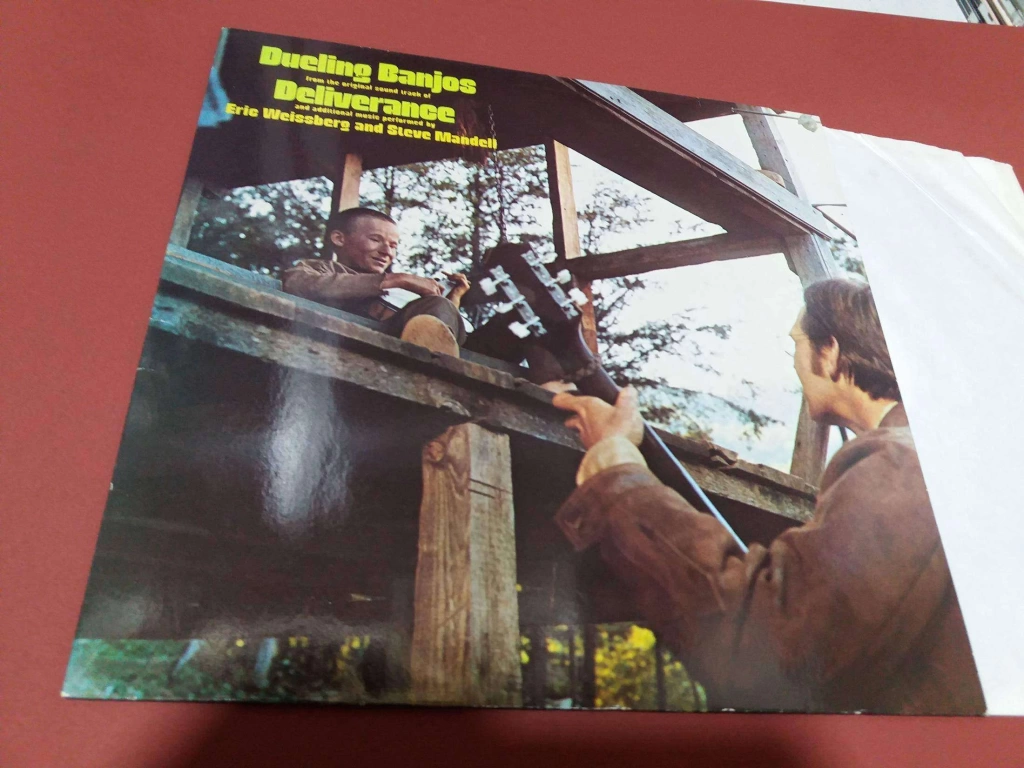 Dueling Banjos
from the original sound track of
Deliverance
and additional music performed by
Eric Weissberg and Steve Mandell